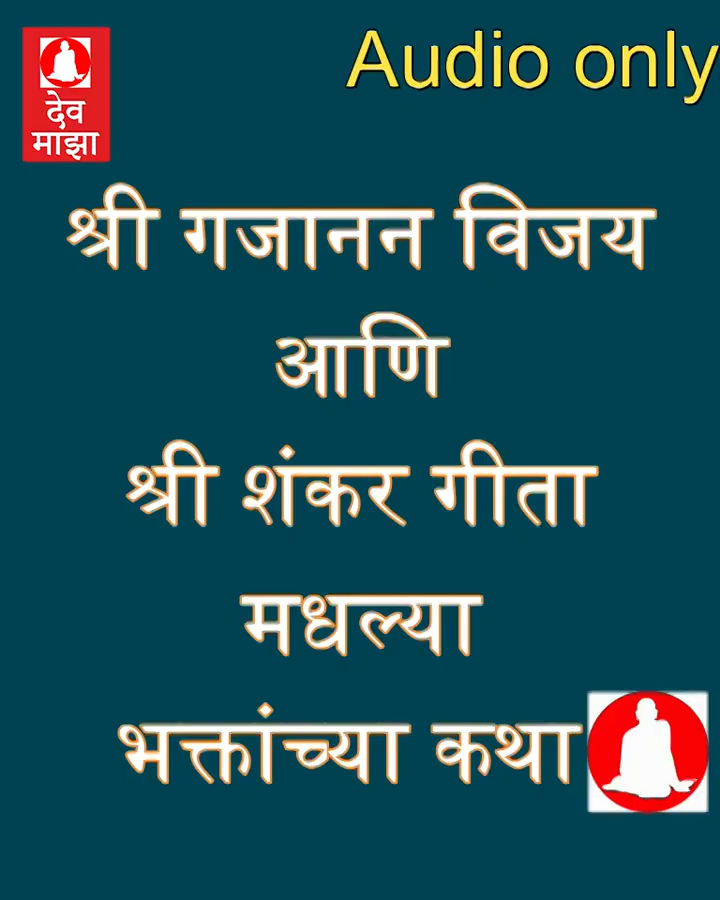 Audio only
देव
माझा
श्री गजानन विजय
आणि
श्री शंकर गीता
मधल्या
भक्तांच्या कथा